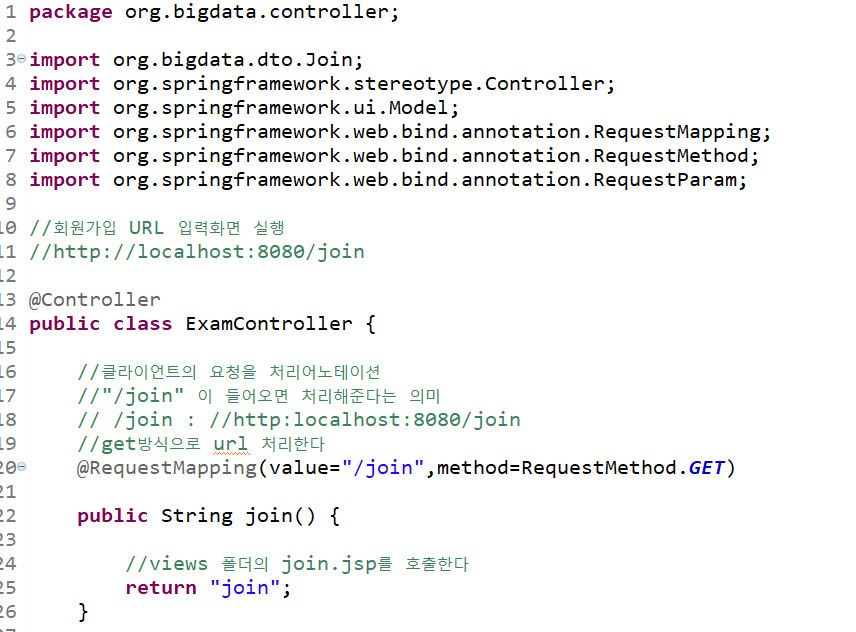 1 package org.bigdata.controller;
2
3 import org.bigdata.dto.Join;
4 import org.springframework.stereotype.Controller;
5 import org.springframework.ui.Model;
6 import org.springframework.web.bind.annotation.RequestMapping;
7 import org.springframework.web.bind.annotation.RequestMethod;
8 import org.springframework.web.bind.annotation.RequestParam;
9
10 //회원가입 URL 입력화면 실행
11 //http://localhost:8080/join
12
13 @Controller
14 public class ExamController {
15
16 //클라이언트의 요청을 처리어노테이션
17 //"/join" 이 들어오면 처리해준다는 의미
18 // /join : //http:localhost:8080/join
19 //get방식으로 url 처리한다
20 @RequestMapping(value="/join",method=RequestMethod.GET)
21
22 public String join() {
23
24 //views 폴더의 join.jsp를 호출한다
25 return "join";
26 }